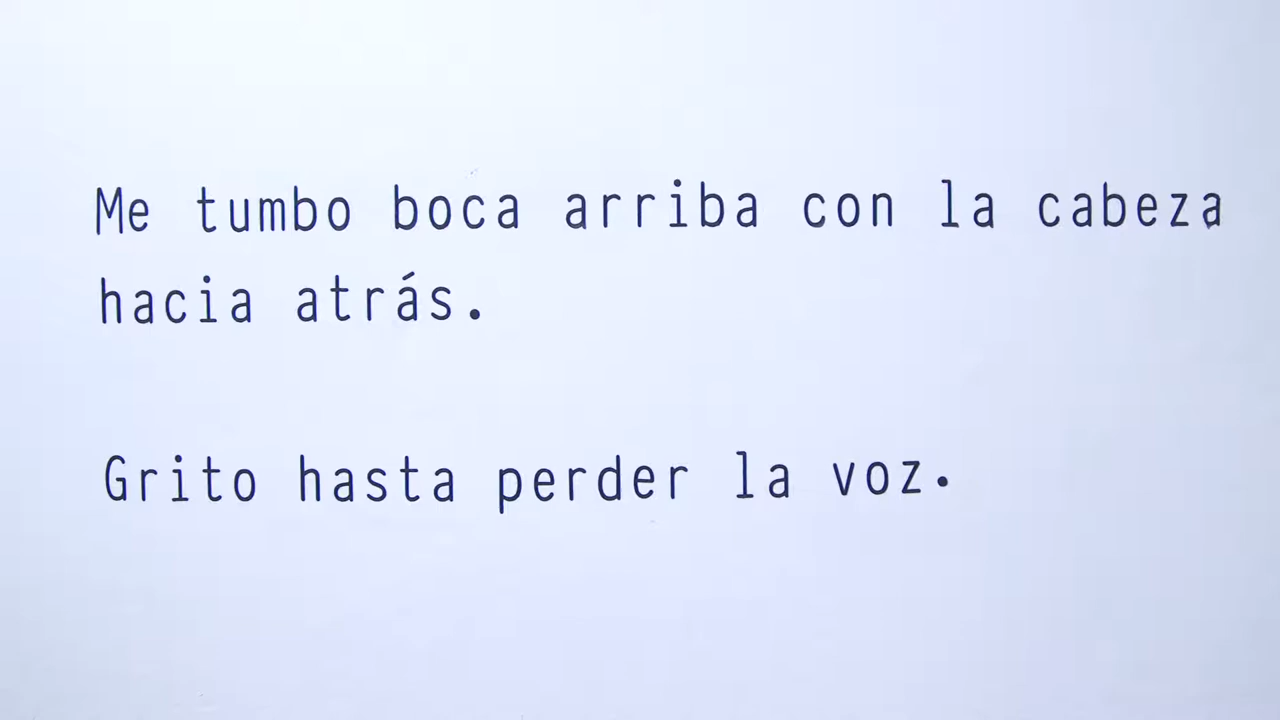 Me tumbo boca arriba con la cabeza
hacia atrás.
Grito hasta perder la voz.